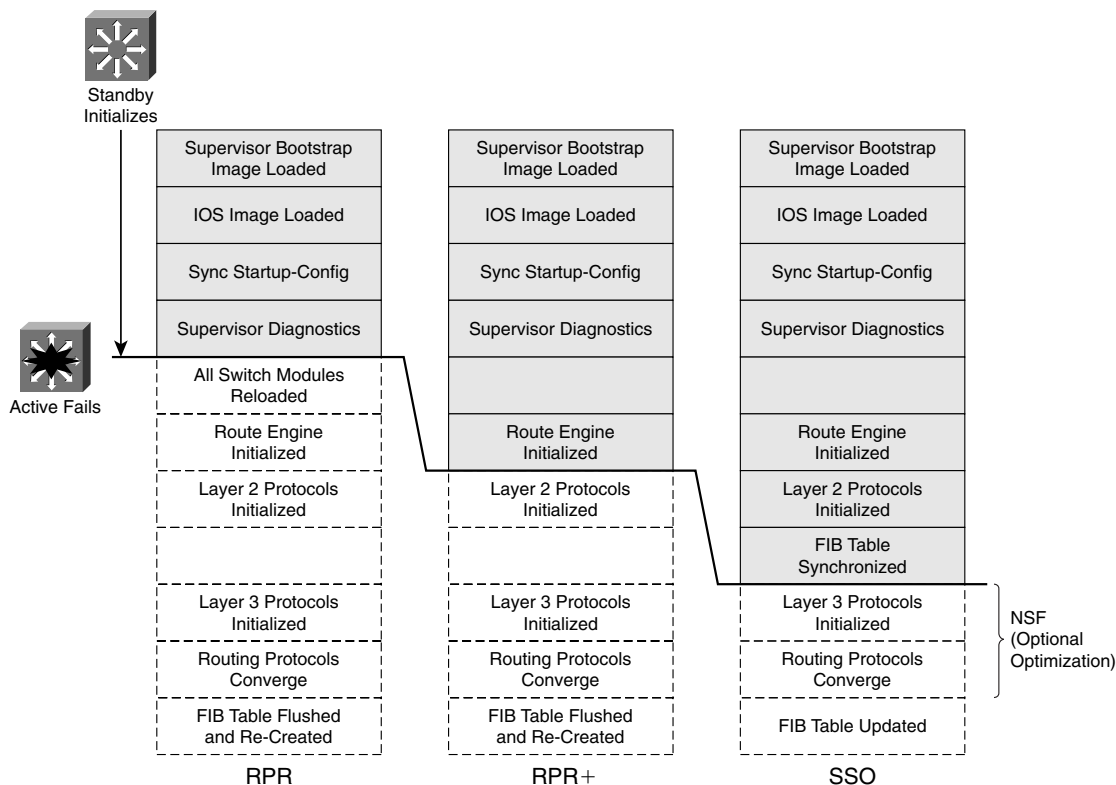 Standby
Initializes
Active Fails
Supervisor Bootstrap
Image Loaded
IOS Image Loaded
Sync Startup-Config
Supervisor Diagnostics
All Switch Modules
Reloaded
Route Engine
Initialized
Layer 2 Protocols
Initialized
Layer 3 Protocols
Initialized
Routing Protocols
Converge
FIB Table Flushed
and Re-Created
RPR
Supervisor Bootstrap
Image Loaded
IOS Image Loaded
Sync Startup-Config
Supervisor Diagnostics
Route Engine
Initialized
Layer 2 Protocols
Initialized
Layer 3 Protocols
Initialized
Routing Protocols
Converge
FIB Table Flushed
and Re-Created
RPR+
Supervisor Bootstrap
Image Loaded
IOS Image Loaded
Sync Startup-Config
Supervisor Diagnostics
Route Engine
Initialized
Layer 2 Protocols
Initialized
FIB Table
Synchronized
Layer 3 Protocols
Initialized
Routing Protocols
Converge
FIB Table Updated
SSO
NSF
(Optional
Optimization)